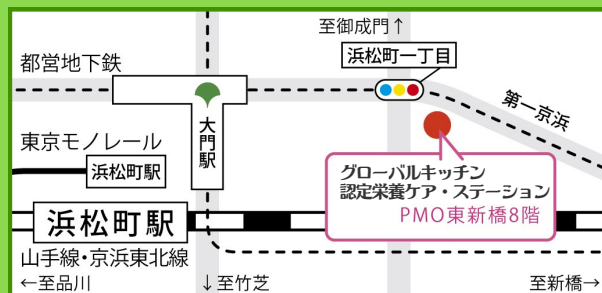 至御成門↑
都営地下鉄
浜松町一丁目
大門駅
第一京浜
東京モノレール
浜松町駅
グローバルキッチン
認定栄養ケア・ステーション
PMO東新橋8階
浜松町駅
山手線・京浜東北線
←至品川
↓至竹芝
至新橋→